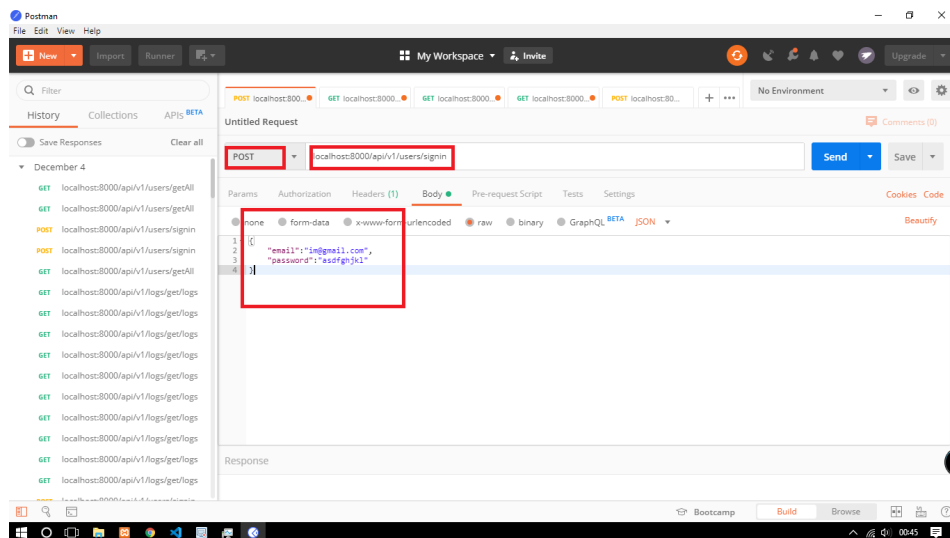 Postman
File Edit View Help
New Import Runner My Workspace Invite Upgrade
Filter
History Collections APIs BETA
Save Responses Clear all
December 4
GET localhost:8000/api/v1/users/getAll
GET localhost:8000/api/v1/users/getAll
POST localhost:8000/api/v1/users/signin
POST localhost:8000/api/v1/users/signin
GET localhost:8000/api/v1/users/getAll
GET localhost:8000/api/v1/logs/get/logs
GET localhost:8000/api/v1/logs/get/logs
GET localhost:8000/api/v1/logs/get/logs
GET localhost:8000/api/v1/logs/get/logs
GET localhost:8000/api/v1/logs/get/logs
GET localhost:8000/api/v1/logs/get/logs
GET localhost:8000/api/v1/logs/get/logs
GET localhost:8000/api/v1/logs/get/logs
GET localhost:8000/api/v1/logs/get/logs
GET localhost:8000/api/v1/logs/get/logs
POST localhost:800... GET localhost:8000... GET localhost:8000... GET localhost:8000... POST localhost:80... + ••• No Environment
Untitled Request Comments (0)
POST localhost:8000/api/v1/users/signin Send Save
Params Authorization Headers (1) Body Pre-request Script Tests Settings Cookies Code
none form-data x-www-form-urlencoded raw binary GraphQL BETA JSON Beautify
1 {
2 "email":"im@gmail.com",
3 "password":"asdfghjkl"
4 }
Response
Bootcamp Build Browse
00:45